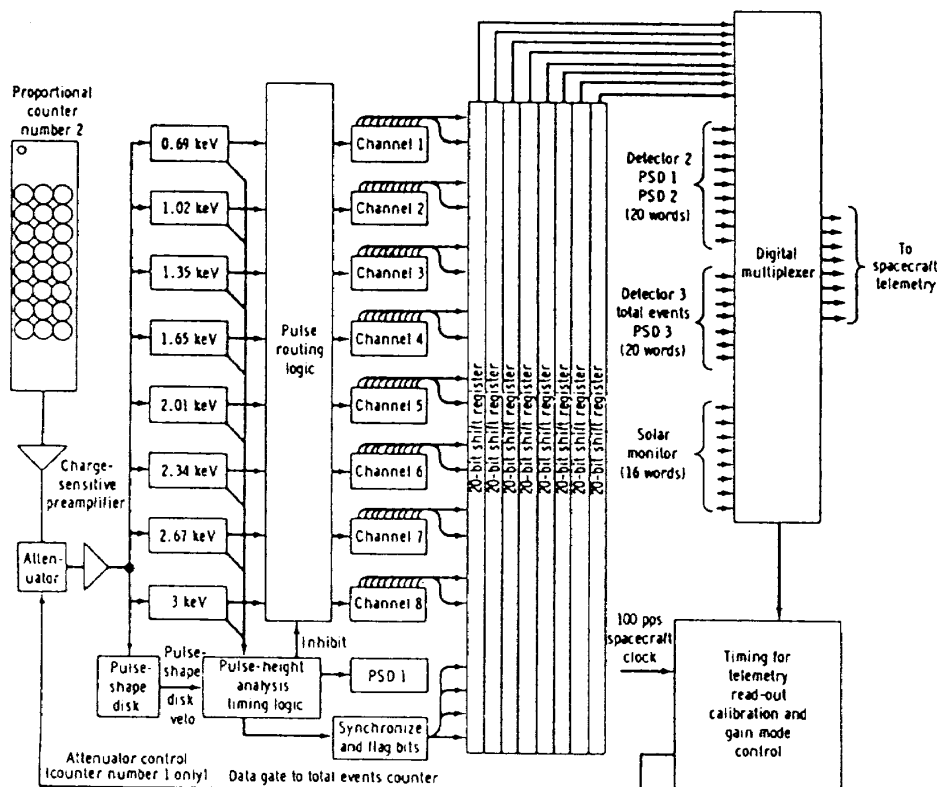 Proportional
counter
number 2
0.69 keV
1.02 keV
1.35 keV
1.65 keV
2.01 keV
2.34 keV
2.67 keV
3 keV
Charge-
sensitive
preamplifier
Atten-
uator
Pulse-
shape
disk
Pulse-
shape
disk
velo
Attenuator control
(counter number 1 only)
Pulse
routing
logic
Inhibit
Pulse-height
analysis
timing logic
Data gate to total events counter
Channel 1
Channel 2
Channel 3
Channel 4
Channel 5
Channel 6
Channel 7
Channel 8
PSD 1
Synchronize
and flag bits
20-bit shift register
20-bit shift register
20-bit shift register
20-bit shift register
20-bit shift register
20-bit shift register
20-bit shift register
20-bit shift register
Detector 2
PSD 1
PSD 2
(20 words)
Detector 3
total events
PSD 3
(20 words)
Solar
monitor
(16 words)
Digital
multiplexer
To
spacecraft
telemetry
100 pps
spacecraft
clock
Timing for
telemetry
read-out
calibration and
gain mode
control